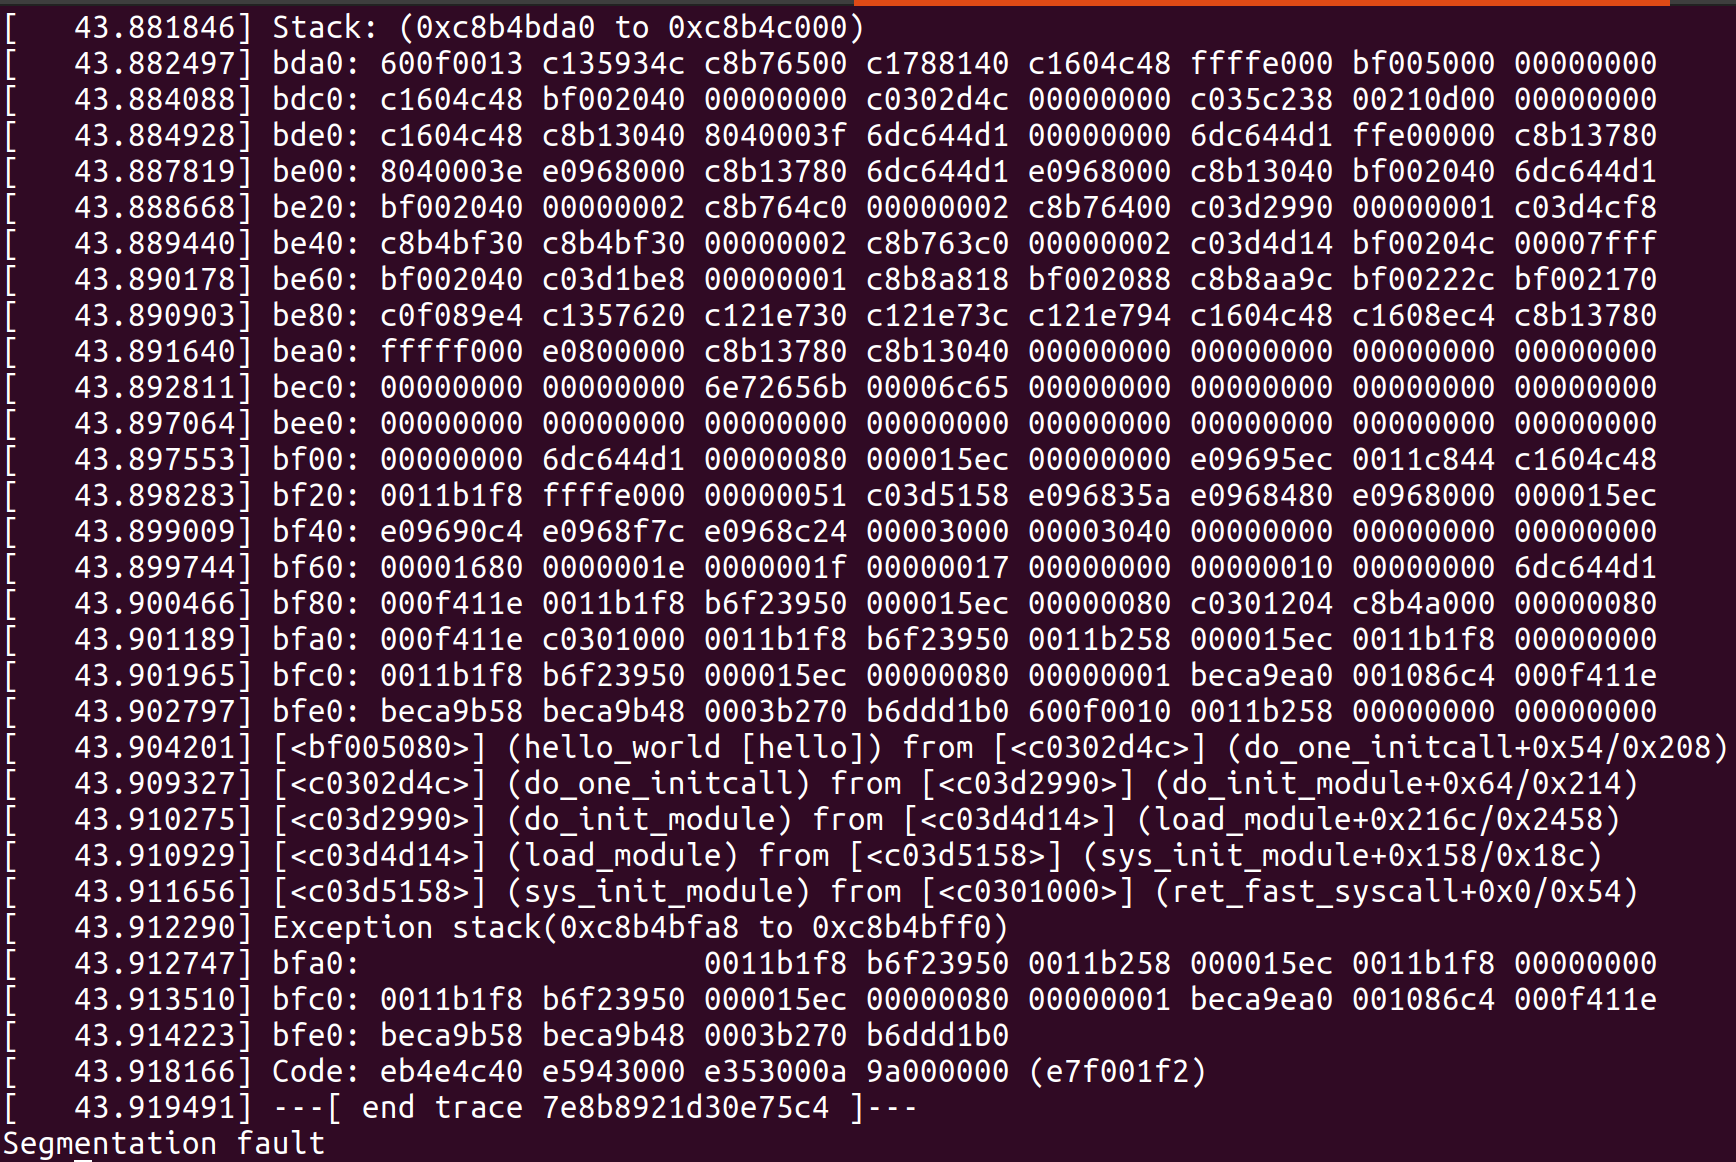 [   43.881846] Stack: (0xc8b4bda0 to 0xc8b4c000)
[   43.882497] bda0: 600f0013 c135934c c8b76500 c1788140 c1604c48 ffffe000 bf005000 00000000
[   43.884088] bdc0: c1604c48 bf002040 00000000 c0302d4c 00000000 c035c238 00210d00 00000000
[   43.884928] bde0: c1604c48 c8b13040 8040003f 6dc644d1 00000000 6dc644d1 ffe00000 c8b13780
[   43.887819] be00: 8040003e e0968000 c8b13780 6dc644d1 e0968000 c8b13040 bf002040 6dc644d1
[   43.888668] be20: bf002040 00000002 c8b764c0 00000002 c8b76400 c03d2990 00000001 c03d4cf8
[   43.889440] be40: c8b4bf30 c8b4bf30 00000002 c8b763c0 00000002 c03d4d14 bf00204c 00007fff
[   43.890178] be60: bf002040 c03d1be8 00000001 c8b8a818 bf002088 c8b8aa9c bf00222c bf002170
[   43.890903] be80: c0f089e4 c1357620 c121e730 c121e73c c121e794 c1604c48 c1608ec4 c8b13780
[   43.891640] bea0: fffff000 e0800000 c8b13780 c8b13040 00000000 00000000 00000000 00000000
[   43.892811] bec0: 00000000 00000000 6e72656b 00006c65 00000000 00000000 00000000 00000000
[   43.897064] bee0: 00000000 00000000 00000000 00000000 00000000 00000000 00000000 00000000
[   43.897553] bf00: 00000000 6dc644d1 00000080 000015ec 00000000 e09695ec 0011c844 c1604c48
[   43.898283] bf20: 0011b1f8 ffffe000 00000051 c03d5158 e096835a e0968480 e0968000 000015ec
[   43.899009] bf40: e09690c4 e0968f7c e0968c24 00003000 00003040 00000000 00000000 00000000
[   43.899744] bf60: 00001680 0000001e 0000001f 00000017 00000000 00000010 00000000 6dc644d1
[   43.900466] bf80: 000f411e 0011b1f8 b6f23950 000015ec 00000080 c0301204 c8b4a000 00000080
[   43.901189] bfa0: 000f411e c0301000 0011b1f8 b6f23950 0011b258 000015ec 0011b1f8 00000000
[   43.901965] bfc0: 0011b1f8 b6f23950 000015ec 00000080 00000001 beca9ea0 001086c4 000f411e
[   43.902797] bfe0: beca9b58 beca9b48 0003b270 b6ddd1b0 600f0010 0011b258 00000000 00000000
[   43.904201] [<bf005080>] (hello_world [hello]) from [<c0302d4c>] (do_one_initcall+0x54/0x208)
[   43.909327] [<c0302d4c>] (do_one_initcall) from [<c03d2990>] (do_init_module+0x64/0x214)
[   43.910275] [<c03d2990>] (do_init_module) from [<c03d4d14>] (load_module+0x216c/0x2458)
[   43.910929] [<c03d4d14>] (load_module) from [<c03d5158>] (sys_init_module+0x158/0x18c)
[   43.911656] [<c03d5158>] (sys_init_module) from [<c0301000>] (ret_fast_syscall+0x0/0x54)
[   43.912290] Exception stack(0xc8b4bfa8 to 0xc8b4bff0)
[   43.912747] bfa0:                   0011b1f8 b6f23950 0011b258 000015ec 0011b1f8 00000000
[   43.913510] bfc0: 0011b1f8 b6f23950 000015ec 00000080 00000001 beca9ea0 001086c4 000f411e
[   43.914223] bfe0: beca9b58 beca9b48 0003b270 b6ddd1b0
[   43.918166] Code: eb4e4c40 e5943000 e353000a 9a000000 (e7f001f2)
[   43.919491] ---[ end trace 7e8b8921d30e75c4 ]---
Segmentation fault